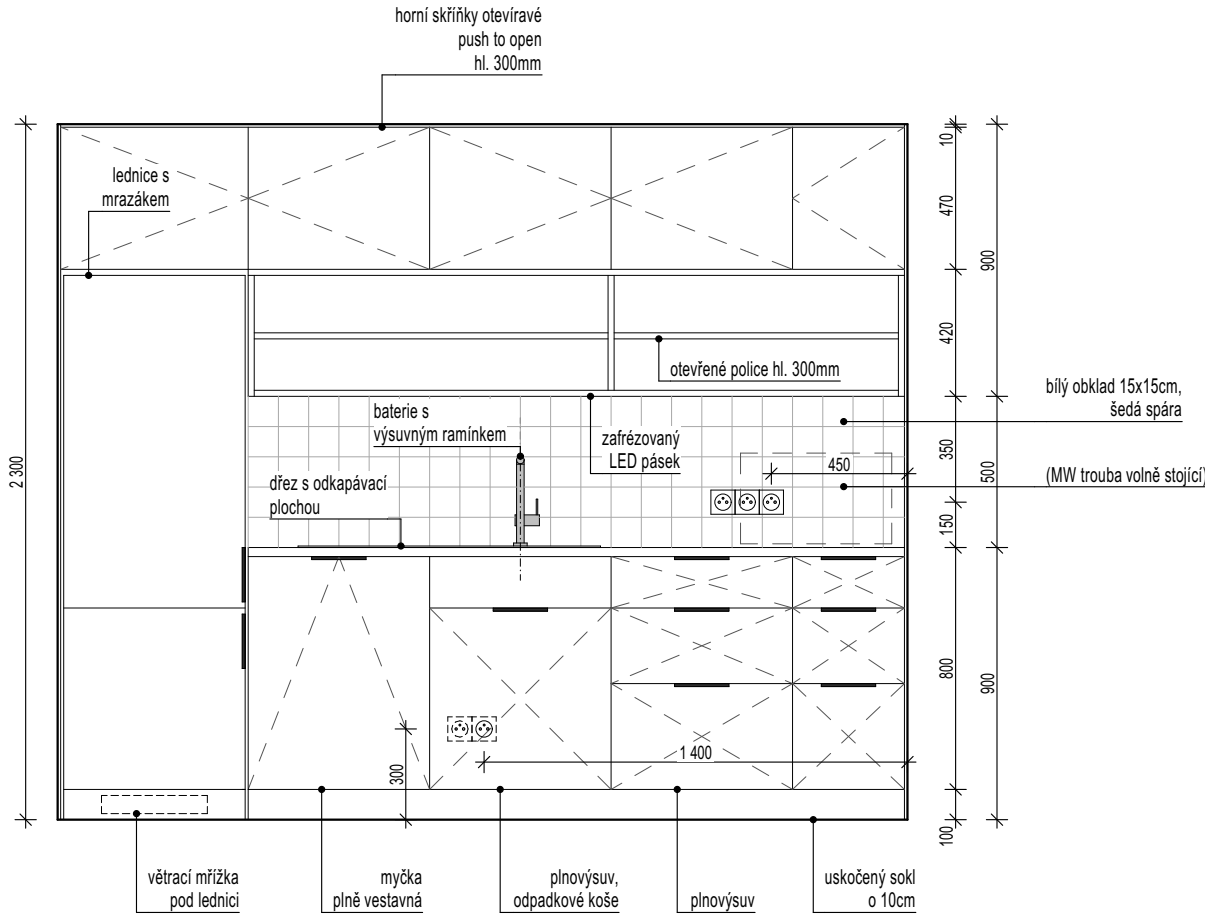 horní skříňky otevíravé
push to open
hl. 300mm
lednice s
mrazákem
10
470
900
420
otevřené police hl. 300mm
bílý obklad 15x15cm,
šedá spára
baterie s
výsuvným ramínkem
zafrézovaný
LED pásek
2 300
350
500
450
(MW trouba volně stojící)
dřez s odkapávací
plochou
150
800
900
1 400
300
100
větrací mřížka
pod lednici
myčka
plně vestavná
plnovýsuv,
odpadkové koše
plnovýsuv
uskočený sokl
o 10cm